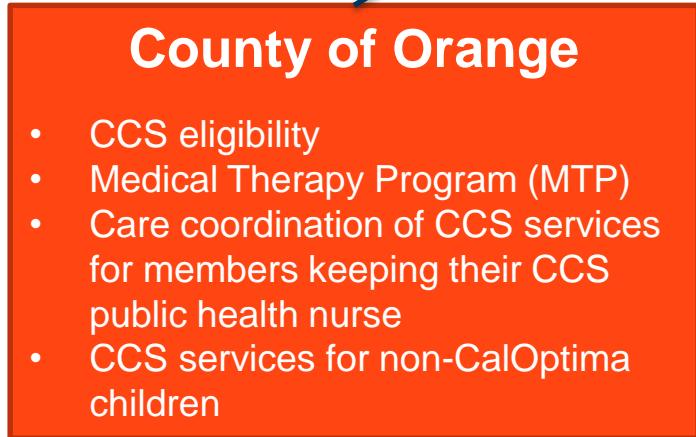 County of Orange
• CCS eligibility
• Medical Therapy Program (MTP)
• Care coordination of CCS services
for members keeping their CCS
public health nurse
• CCS services for non-CalOptima
children